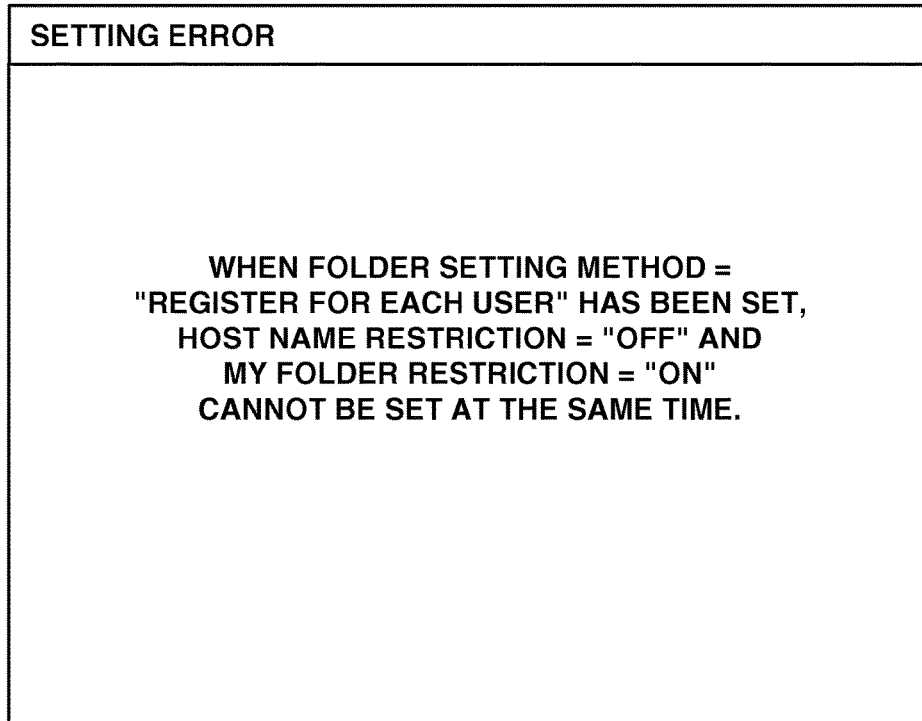 SETTING ERROR
WHEN FOLDER SETTING METHOD =
"REGISTER FOR EACH USER" HAS BEEN SET,
HOST NAME RESTRICTION = "OFF" AND
MY FOLDER RESTRICTION = "ON"
CANNOT BE SET AT THE SAME TIME.